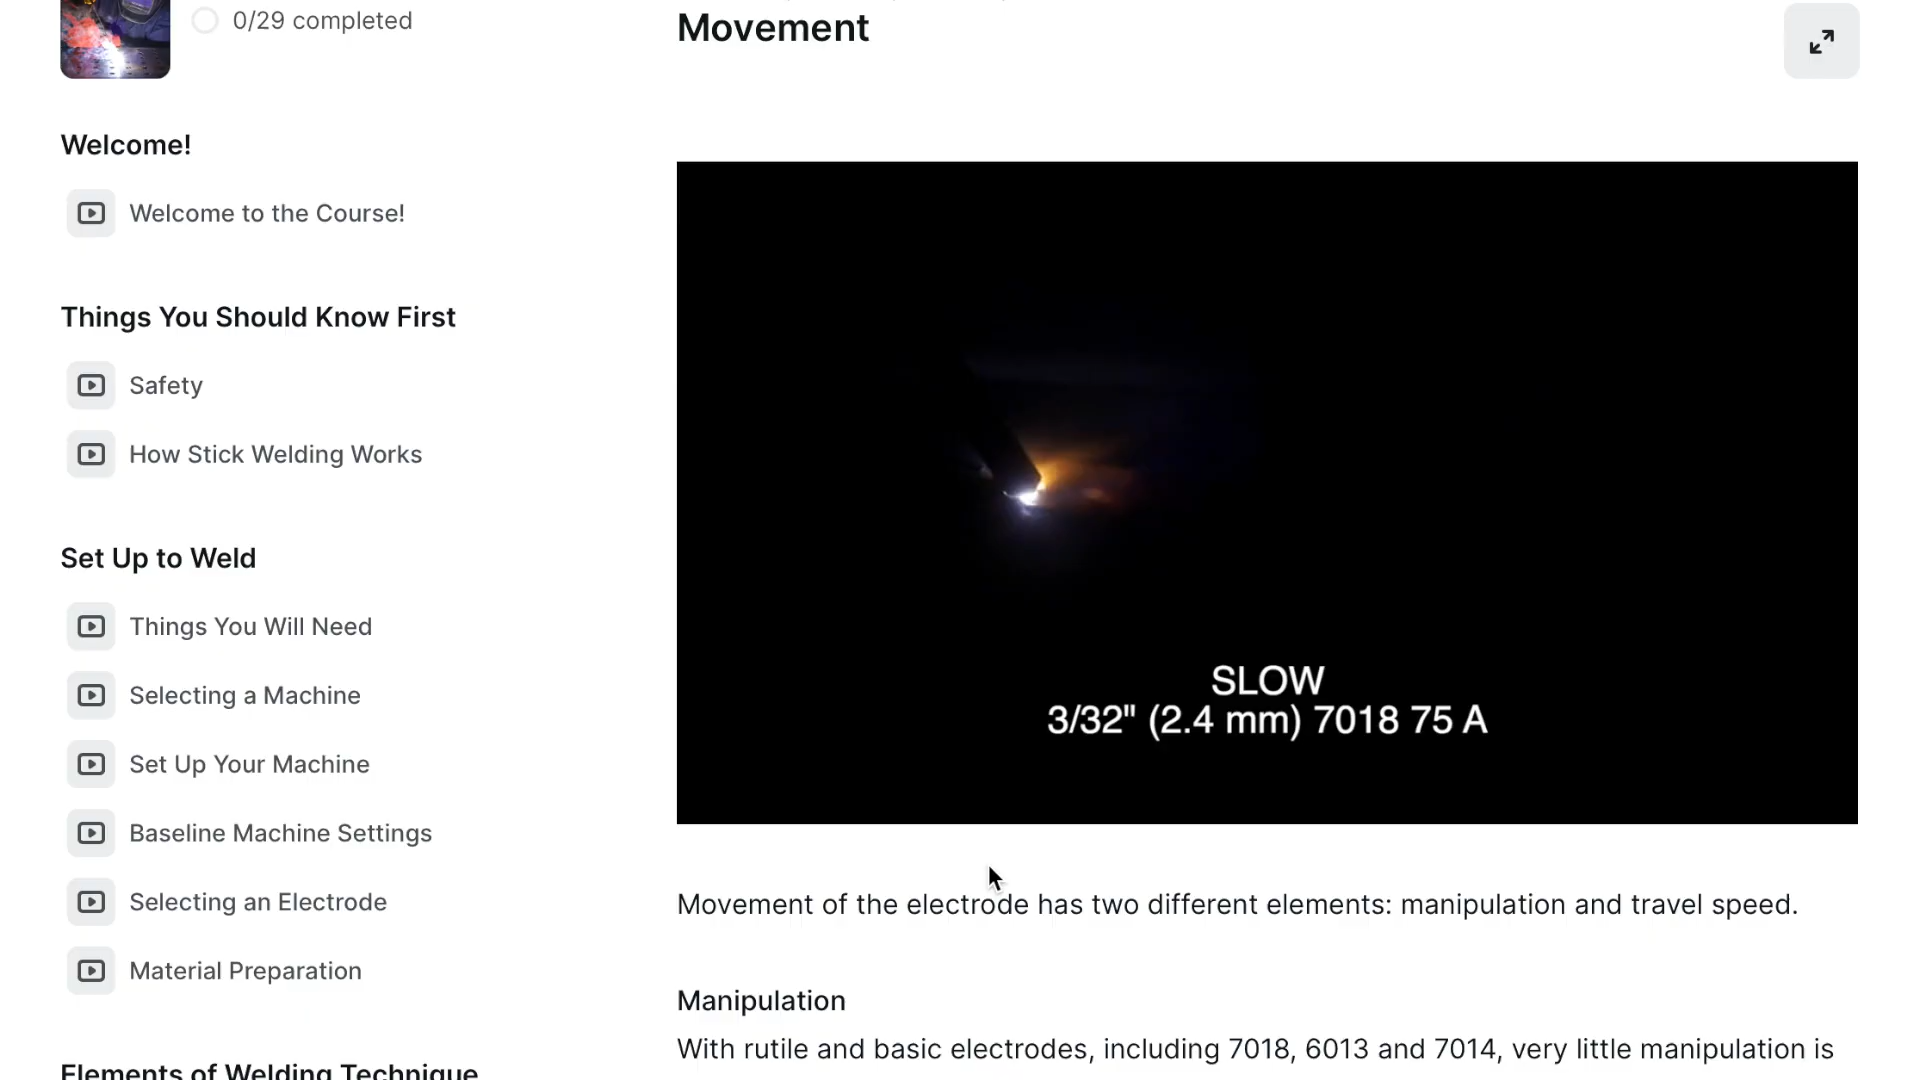 0/29 completed
Welcome!
Welcome to the Course!
Things You Should Know First
Safety
How Stick Welding Works
Set Up to Weld
Things You Will Need
Selecting a Machine
Set Up Your Machine
Baseline Machine Settings
Selecting an Electrode
Material Preparation
Elements of Welding Technique
Movement
SLOW
3/32" (2.4 mm) 7018 75 A
Movement of the electrode has two different elements: manipulation and travel speed.
Manipulation
With rutile and basic electrodes, including 7018, 6013 and 7014, very little manipulation is